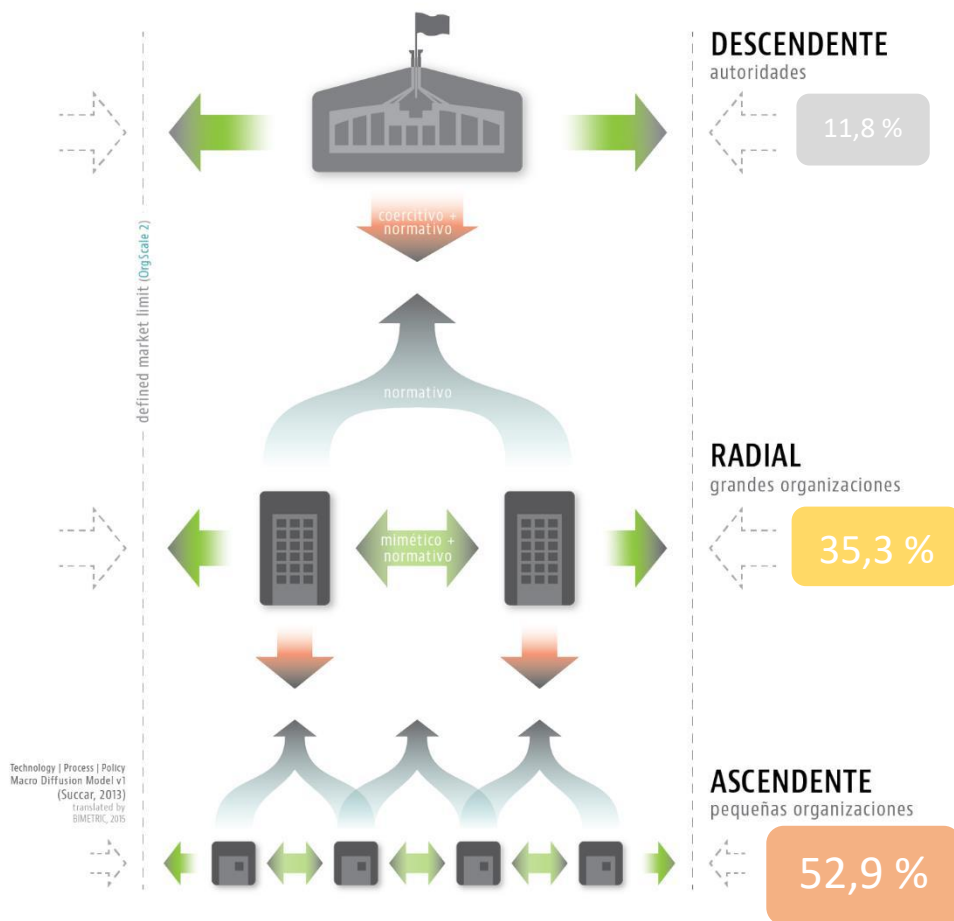 DESCENDENTE
autoridades
11,8 %
coercitivo +
normativo
defined market limit (OrgScale 2)
normativo
RADIAL
grandes organizaciones
35,3 %
mimético +
normativo
Technology | Process | Policy
Macro Diffusion Model v1
(Succar, 2013)
translated by
BIMETRIC, 2015
ASCENDENTE
pequeñas organizaciones
52,9 %